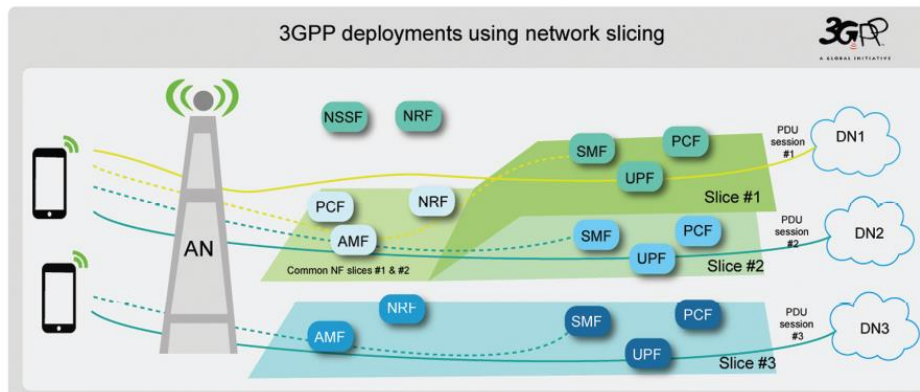 3GPP deployments using network slicing
3GPP
A GLOBAL INITIATIVE
NSSF
NRF
SMF
PCF
UPF
Slice #1
PDU
session
#1
DN1
PCF
NRF
AMF
Common NF slices #1 & #2
AN
SMF
PCF
UPF
Slice #2
PDU
session
#2
DN2
NRF
AMF
SMF
PCF
UPF
Slice #3
PDU
session
#3
DN3